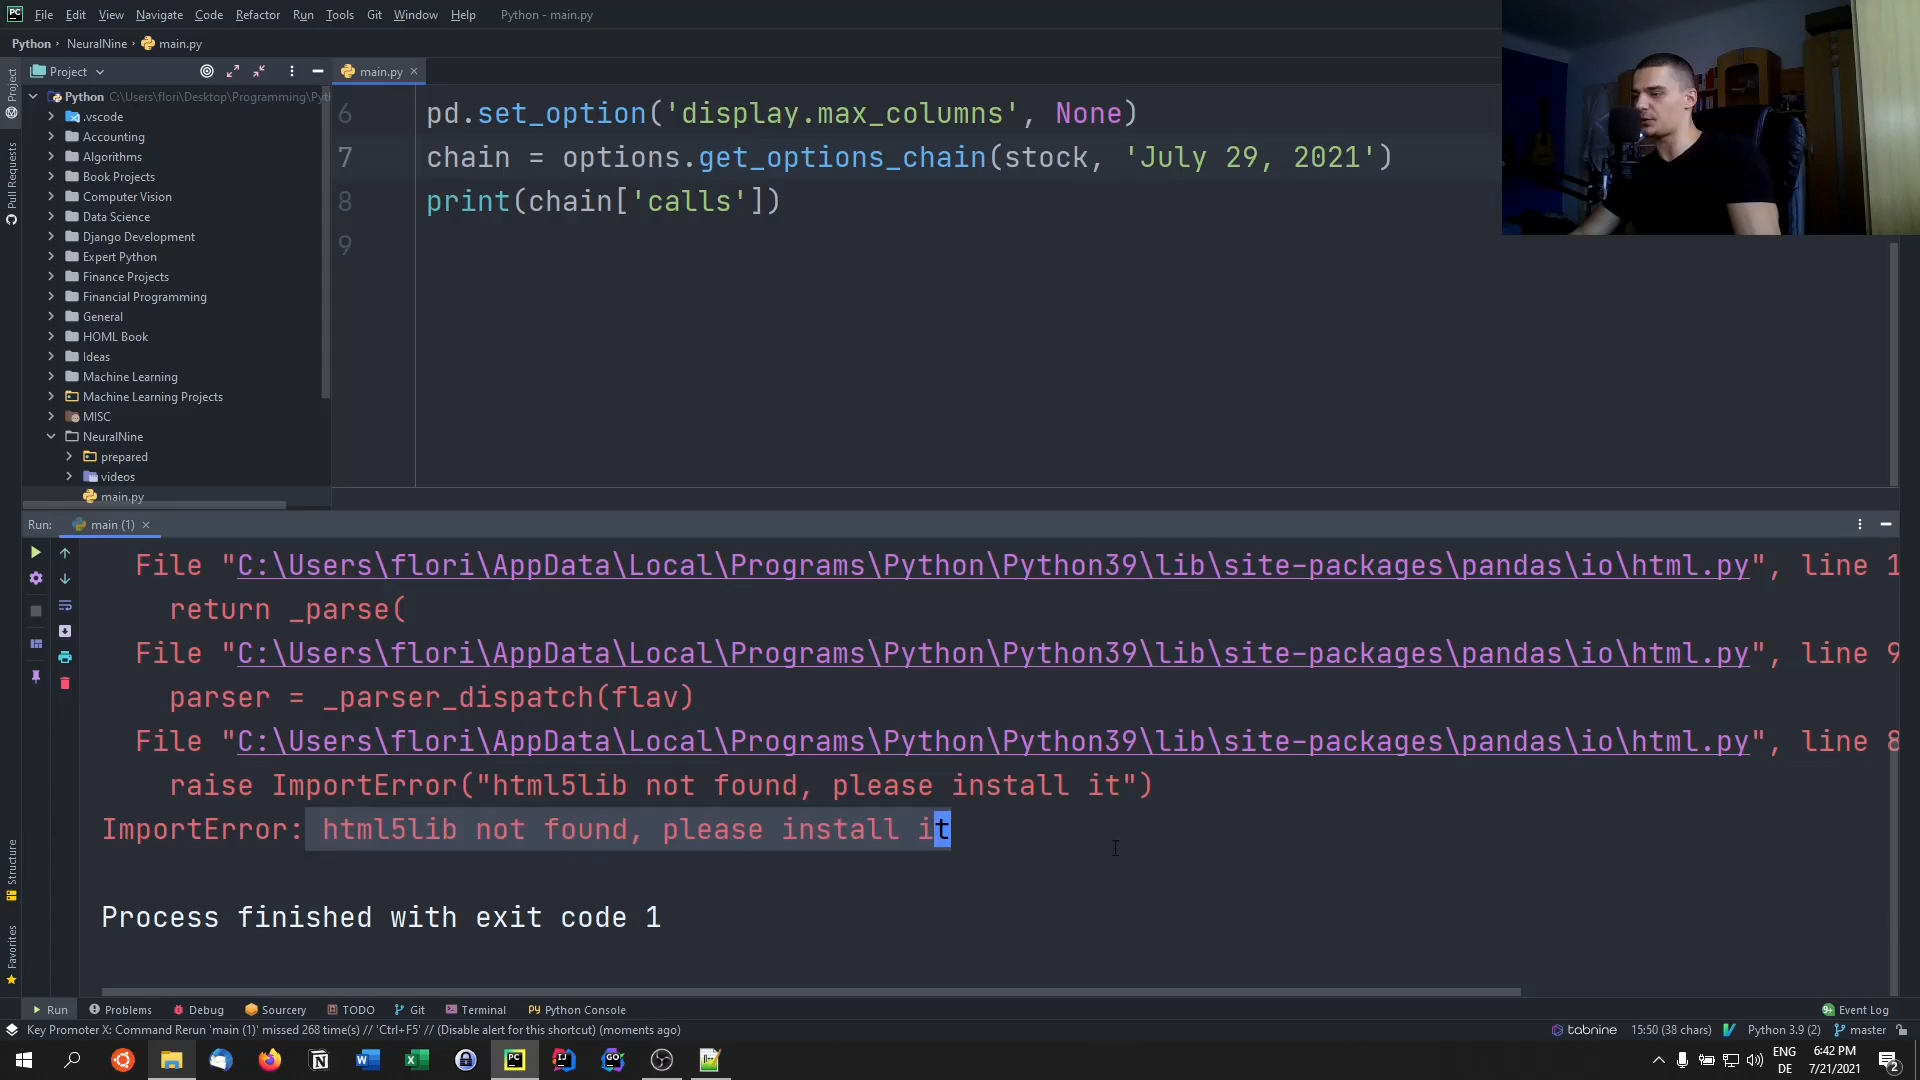 PC File Edit View Navigate Code Refactor Run Tools Git Window Help Python - main.py
Python › NeuralNine › main.py
Project
main.py
Python C:\Users\flori\Desktop\Programming\Pyt
.vscode
Accounting
Algorithms
Book Projects
Computer Vision
Data Science
Django Development
Expert Python
Finance Projects
Financial Programming
General
HOML Book
Ideas
Machine Learning
Machine Learning Projects
MISC
NeuralNine
prepared
videos
main.py
Project
Pull Requests
6 pd.set_option('display.max_columns', None)
7 chain = options.get_options_chain(stock, 'July 29, 2021')
8 print(chain['calls'])
9
Run: main (1)
File "C:\Users\flori\AppData\Local\Programs\Python\Python39\lib\site-packages\pandas\io\html.py", line 1
return _parse(
File "C:\Users\flori\AppData\Local\Programs\Python\Python39\lib\site-packages\pandas\io\html.py", line 9
parser = _parser_dispatch(flav)
File "C:\Users\flori\AppData\Local\Programs\Python\Python39\lib\site-packages\pandas\io\html.py", line 8
raise ImportError("html5lib not found, please install it")
ImportError: html5lib not found, please install it
Process finished with exit code 1
Structure
Favorites
Run Problems Debug Sourcery TODO Git Terminal Python Console Event Log
Key Promoter X: Command Rerun 'main (1)' missed 268 time(s) // 'Ctrl+F5' // (Disable alert for this shortcut) (moments ago) tabnine 15:50 (38 chars) Python 3.9 (2) master
ENG 6:42 PM
DE 7/21/2021 2